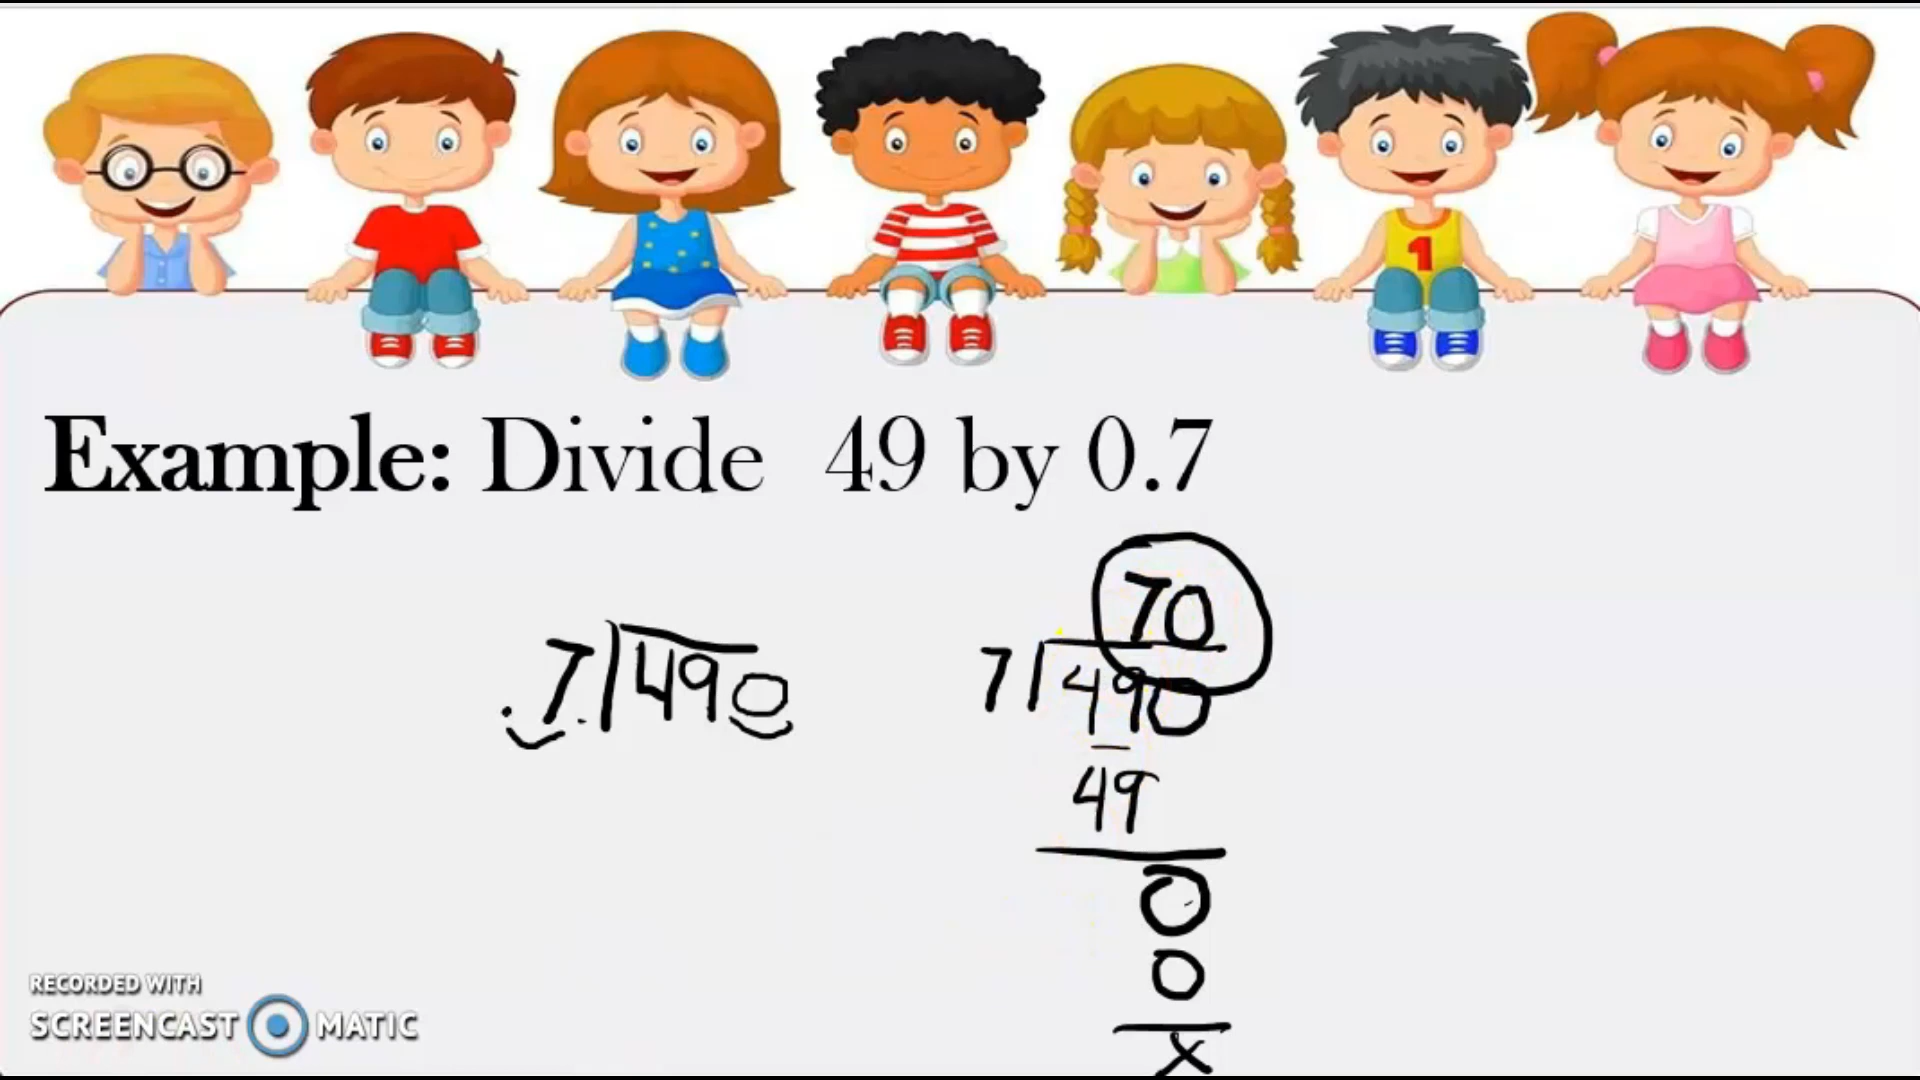 1
Example: Divide 49 by 0.7
.7)490
70
7)490
49
0
0
x
RECORDED WITH
SCREENCAST MATIC